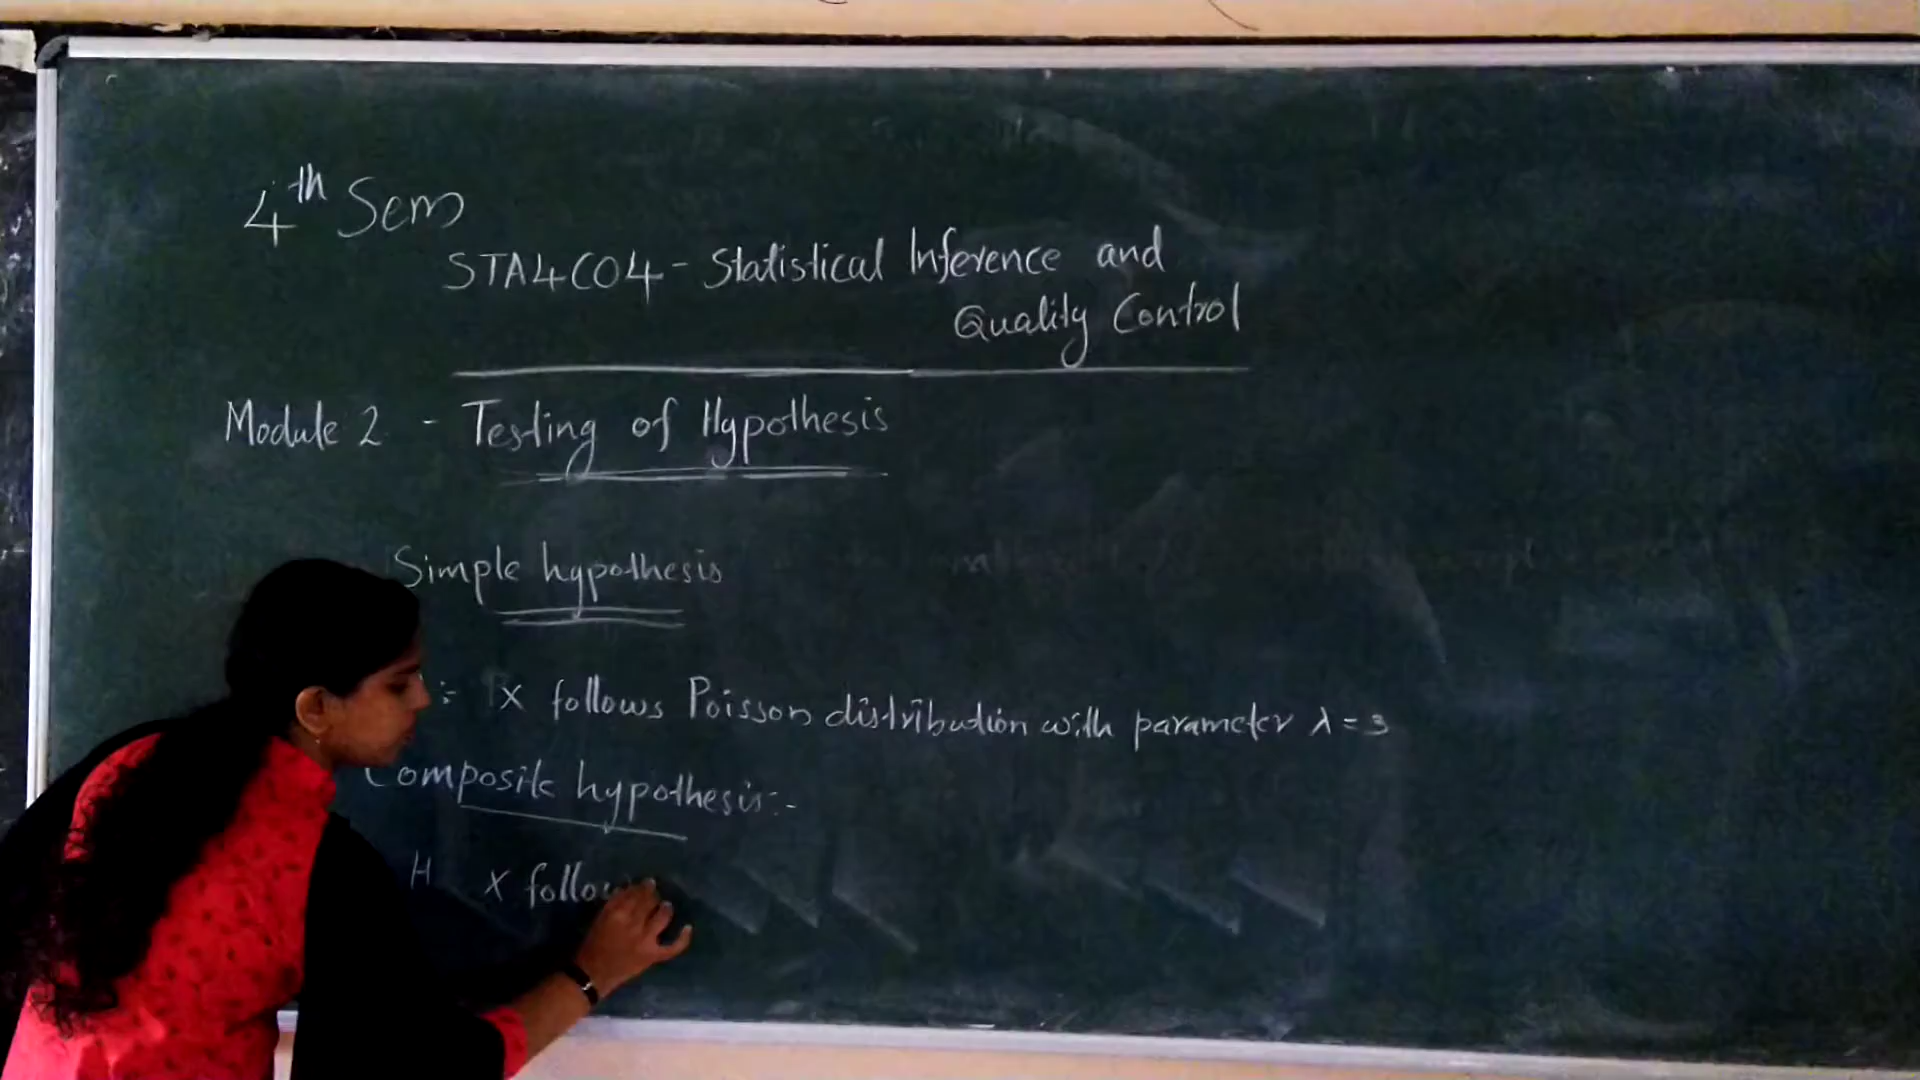 4th Sem
STA4C04 - Statistical Inference and
Quality Control
Module 2 - Testing of Hypothesis
Simple hypothesis
:- X follows Poisson distribution with parameter λ = 3
Composite hypothesis:-
H X follow